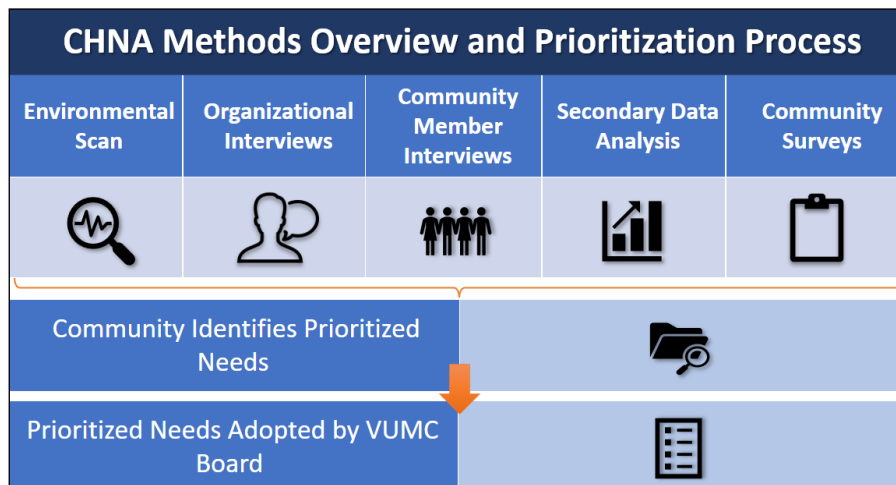 CHNA Methods Overview and Prioritization Process
Environmental
Scan
Organizational
Interviews
Community
Member
Interviews
Secondary Data
Analysis
Community
Surveys
Community Identifies Prioritized
Needs
Prioritized Needs Adopted by VUMC
Board